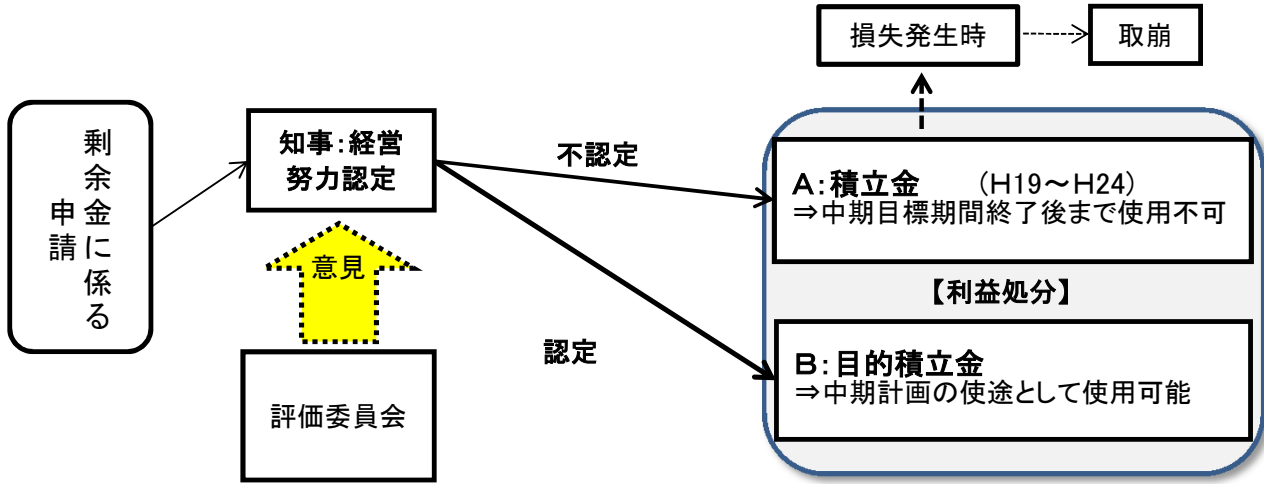 剰余金に係る
申請
知事：経営
努力認定
意見
評価委員会
不認定
認定
損失発生時
取崩
A：積立金　　（H19～H24）
⇒中期目標期間終了後まで使用不可
【利益処分】
B：目的積立金
⇒中期計画の使途として使用可能